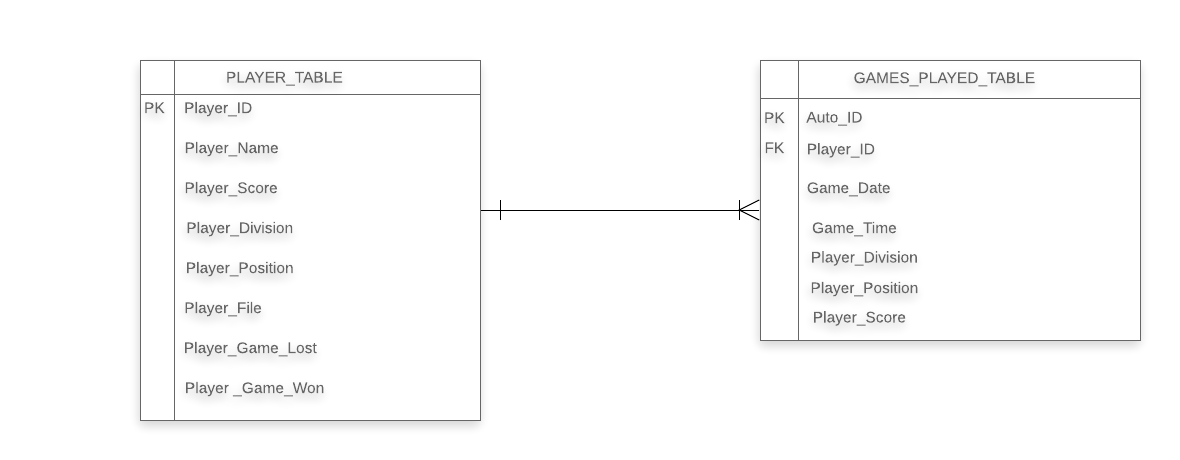 PLAYER_TABLE
PK Player_ID
Player_Name
Player_Score
Player_Division
Player_Position
Player_File
Player_Game_Lost
Player _Game_Won
GAMES_PLAYED_TABLE
PK Auto_ID
FK Player_ID
Game_Date
Game_Time
Player_Division
Player_Position
Player_Score